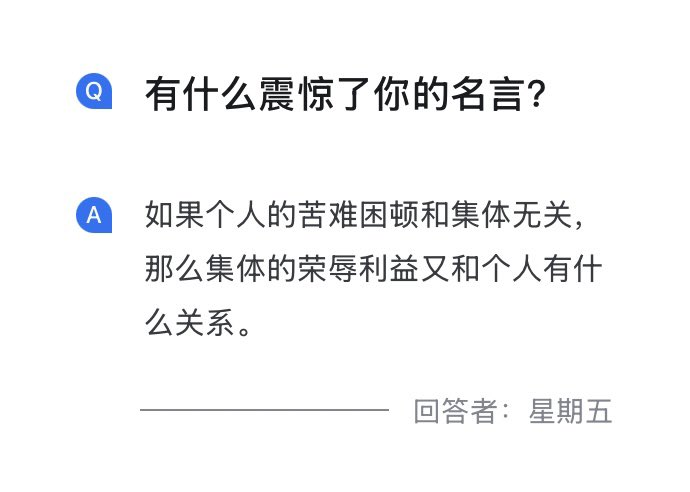 Q 有什么震惊了你的名言？
A 如果个人的苦难困顿和集体无关，
那么集体的荣辱利益又和个人有什
么关系。
回答者：星期五